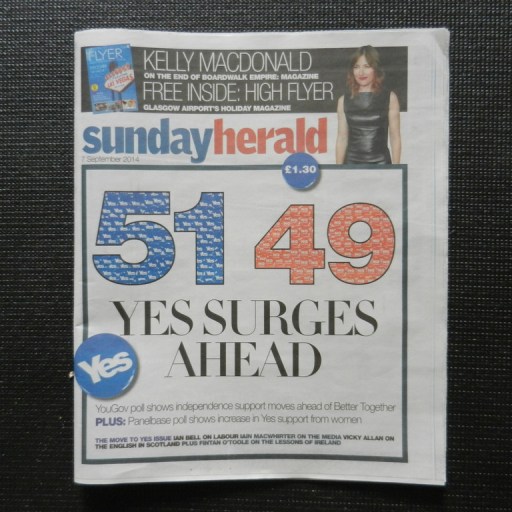 FLYER
KELLY MACDONALD
ON THE END OF BOARDWALK EMPIRE: MAGAZINE
FREE INSIDE: HIGH FLYER
GLASGOW AIRPORT'S HOLIDAY MAGAZINE
sundayherald
7 September 2014
£1.30
51 49
YES SURGES
AHEAD
Yes
YouGov poll shows independence support moves ahead of Better Together
PLUS: Panelbase poll shows increase in Yes support from women
THE MOVE TO YES ISSUE IAN BELL ON LABOUR IAIN MACWHIRTER ON THE MEDIA VICKY ALLAN ON
THE ENGLISH IN SCOTLAND PLUS FINTAN O'TOOLE ON THE LESSONS OF IRELAND